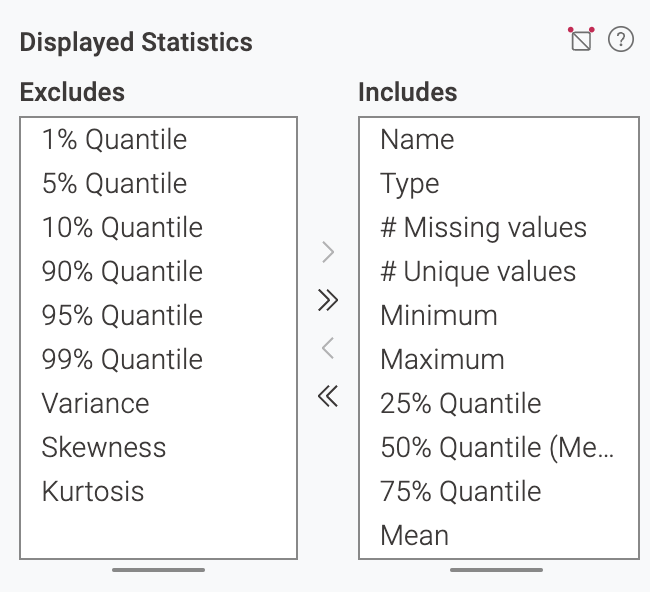 Displayed Statistics
Excludes
1% Quantile
5% Quantile
10% Quantile
90% Quantile
95% Quantile
99% Quantile
Variance
Skewness
Kurtosis
Includes
Name
Type
# Missing values
# Unique values
Minimum
Maximum
25% Quantile
50% Quantile (Me...
75% Quantile
Mean